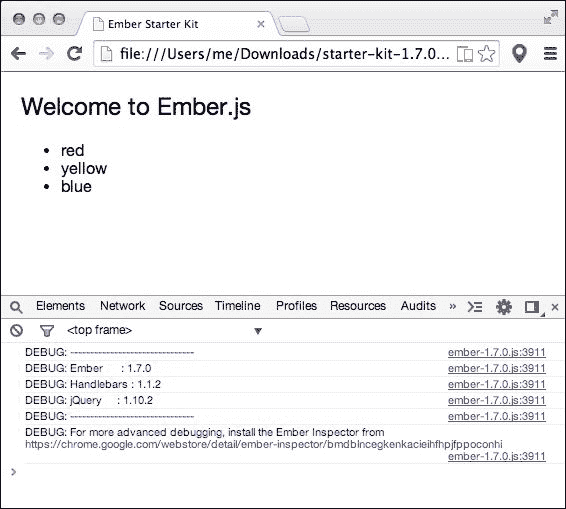 Ember Starter Kit
file:///Users/me/Downloads/starter-kit-1.7.0...
Welcome to Ember.js
• red
• yellow
• blue
Elements Network Sources Timeline Profiles Resources Audits »
<top frame>
DEBUG: ------------------------------- ember-1.7.0.js:3911
DEBUG: Ember : 1.7.0 ember-1.7.0.js:3911
DEBUG: Handlebars : 1.1.2 ember-1.7.0.js:3911
DEBUG: jQuery : 1.10.2 ember-1.7.0.js:3911
DEBUG: ------------------------------- ember-1.7.0.js:3911
DEBUG: For more advanced debugging, install the Ember Inspector from
https://chrome.google.com/webstore/detail/ember-inspector/bmdblncegkenkacieihfhpjfppoconhi
ember-1.7.0.js:3911